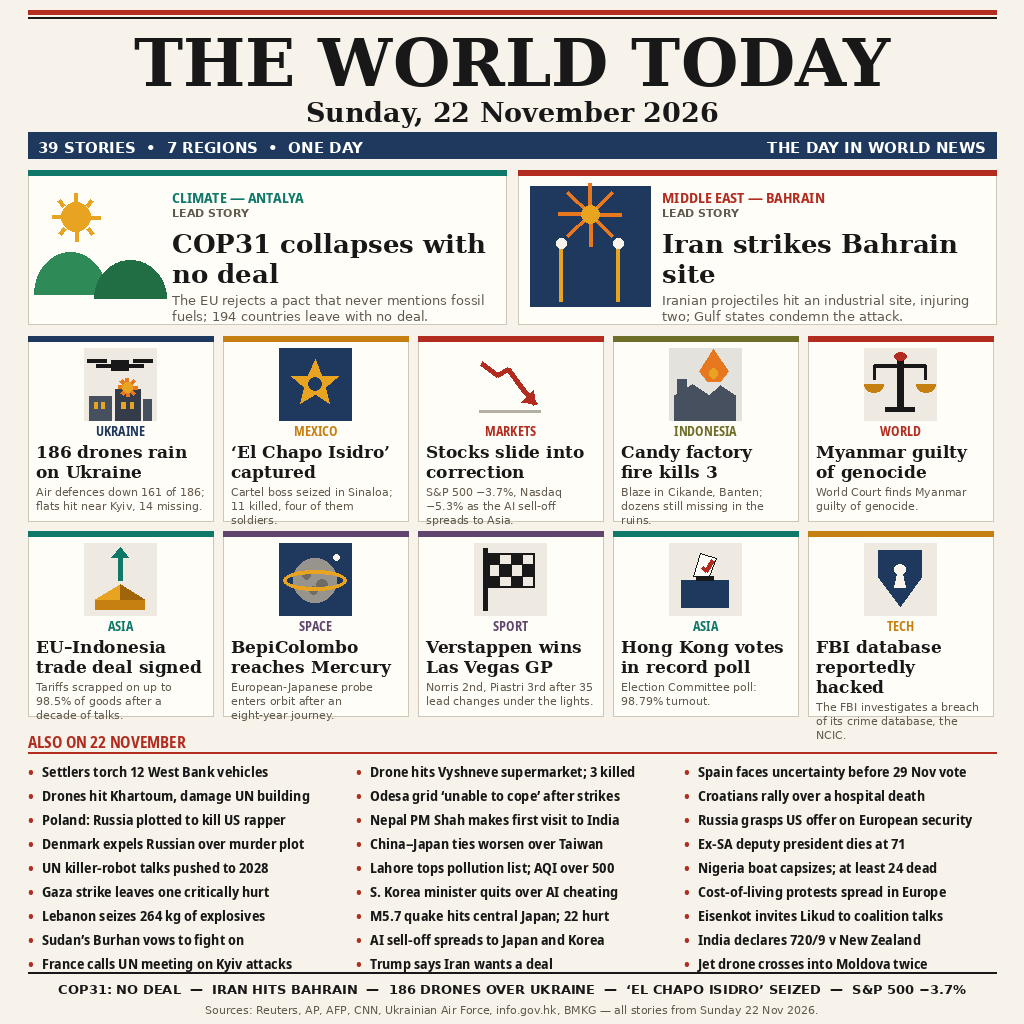 THE WORLD TODAY
Sunday, 22 November 2026
39 STORIES • 7 REGIONS • ONE DAY
THE DAY IN WORLD NEWS
CLIMATE — ANTALYA
LEAD STORY
COP31 collapses with
no deal
The EU rejects a pact that never mentions fossil
fuels; 194 countries leave with no deal.
MIDDLE EAST — BAHRAIN
LEAD STORY
Iran strikes Bahrain
site
Iranian projectiles hit an industrial site, injuring
two; Gulf states condemn the attack.
UKRAINE
186 drones rain
on Ukraine
Air defences down 161 of 186;
flats hit near Kyiv, 14 missing.
MEXICO
‘El Chapo Isidro’
captured
Cartel boss seized in Sinaloa;
11 killed, four of them
soldiers.
MARKETS
Stocks slide into
correction
S&P 500 −3.7%, Nasdaq
−5.3% as the AI sell-off
spreads to Asia.
INDONESIA
Candy factory
fire kills 3
Blaze in Cikande, Banten;
dozens still missing in the
ruins.
WORLD
Myanmar guilty
of genocide
World Court finds Myanmar
guilty of genocide.
ASIA
EU–Indonesia
trade deal signed
Tariffs scrapped on up to
98.5% of goods after a
decade of talks.
SPACE
BepiColombo
reaches Mercury
European-Japanese probe
enters orbit after an
eight-year journey.
SPORT
Verstappen wins
Las Vegas GP
Norris 2nd, Piastri 3rd after 35
lead changes under the lights.
ASIA
Hong Kong votes
in record poll
Election Committee poll:
98.79% turnout.
TECH
FBI database
reportedly
hacked
The FBI investigates a breach
of its crime database, the
NCIC.
ALSO ON 22 NOVEMBER
• Settlers torch 12 West Bank vehicles
• Drones hit Khartoum, damage UN building
• Poland: Russia plotted to kill US rapper
• Denmark expels Russian over murder plot
• UN killer-robot talks pushed to 2028
• Gaza strike leaves one critically hurt
• Lebanon seizes 264 kg of explosives
• Sudan’s Burhan vows to fight on
• France calls UN meeting on Kyiv attacks
• Drone hits Vyshneve supermarket; 3 killed
• Odesa grid ‘unable to cope’ after strikes
• Nepal PM Shah makes first visit to India
• China–Japan ties worsen over Taiwan
• Lahore tops pollution list; AQI over 500
• S. Korea minister quits over AI cheating
• M5.7 quake hits central Japan; 22 hurt
• AI sell-off spreads to Japan and Korea
• Trump says Iran wants a deal
• Spain faces uncertainty before 29 Nov vote
• Croatians rally over a hospital death
• Russia grasps US offer on European security
• Ex-SA deputy president dies at 71
• Nigeria boat capsizes; at least 24 dead
• Cost-of-living protests spread in Europe
• Eisenkot invites Likud to coalition talks
• India declares 720/9 v New Zealand
• Jet drone crosses into Moldova twice
COP31: NO DEAL — IRAN HITS BAHRAIN — 186 DRONES OVER UKRAINE — ‘EL CHAPO ISIDRO’ SEIZED — S&P 500 −3.7%
Sources: Reuters, AP, AFP, CNN, Ukrainian Air Force, info.gov.hk, BMKG — all stories from Sunday 22 Nov 2026.